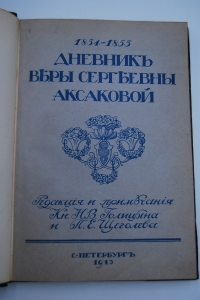 1854-1855
ДНЕВНИКЪ
ВѢРЫ СЕРГѢЕВНЫ
АКСАКОВОЙ
Редакція и примѣчанія
Кн. Н.В. Голицына
и П.Е. Щеголева
С-ПЕТЕРБУРГЪ
1913